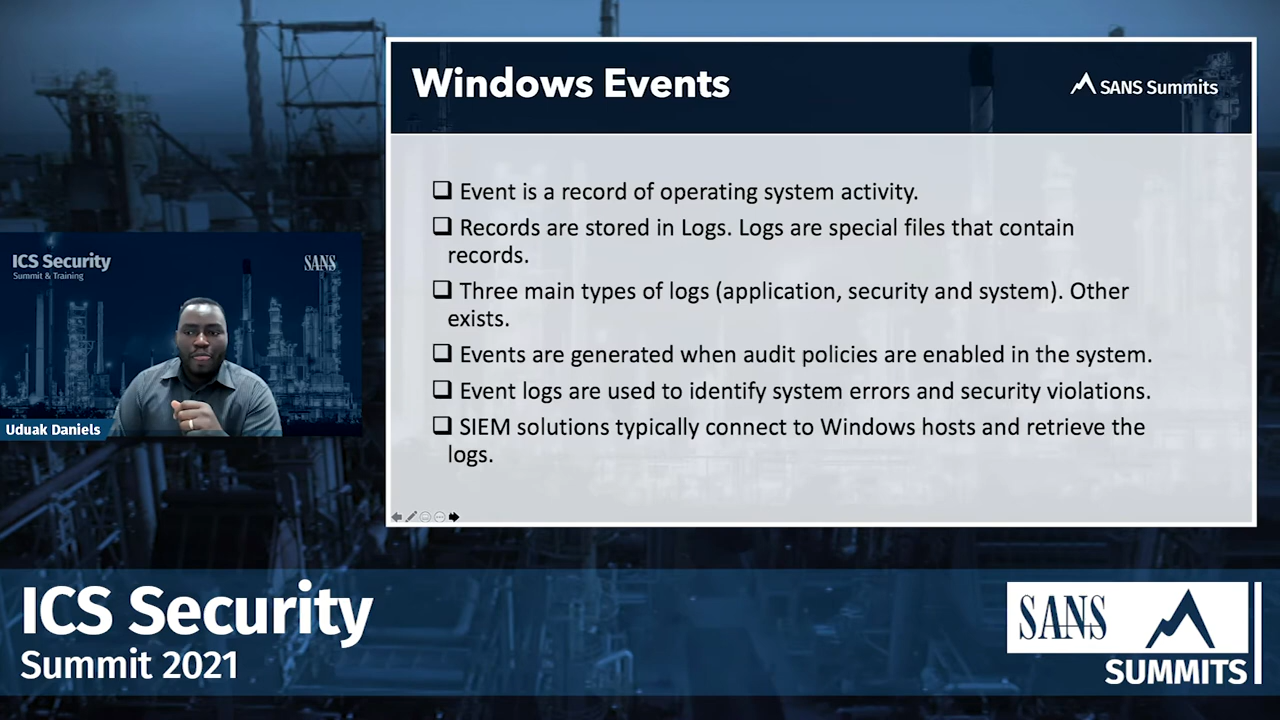 Windows Events
SANS Summits
Event is a record of operating system activity.
Records are stored in Logs. Logs are special files that contain
records.
Three main types of logs (application, security and system). Other
exists.
Events are generated when audit policies are enabled in the system.
Event logs are used to identify system errors and security violations.
SIEM solutions typically connect to Windows hosts and retrieve the
logs.
ICS Security
Summit & Training
SANS
Uduak Daniels
ICS Security
Summit 2021
SANS
SUMMITS